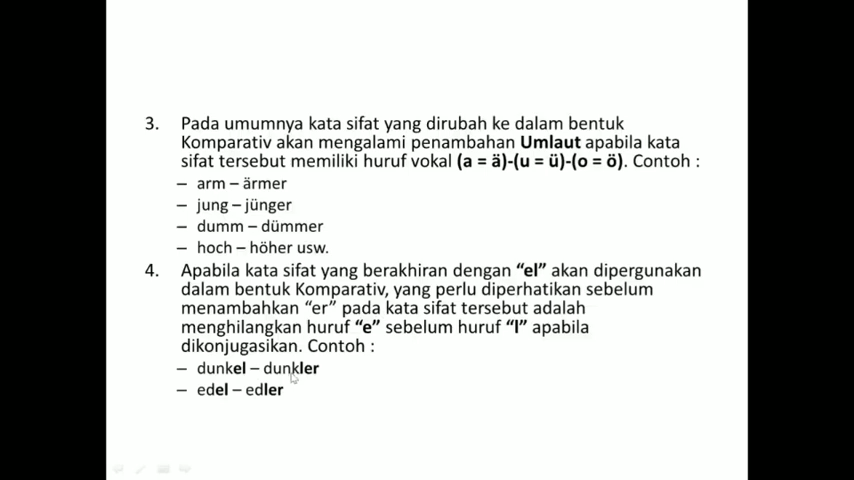 3. Pada umumnya kata sifat yang dirubah ke dalam bentuk
Komparativ akan mengalami penambahan Umlaut apabila kata
sifat tersebut memiliki huruf vokal (a = ä)-(u = ü)-(o = ö). Contoh :
– arm – ärmer
– jung – jünger
– dumm – dümmer
– hoch – höher usw.
4. Apabila kata sifat yang berakhiran dengan “el” akan dipergunakan
dalam bentuk Komparativ, yang perlu diperhatikan sebelum
menambahkan “er” pada kata sifat tersebut adalah
menghilangkan huruf “e” sebelum huruf “l” apabila
dikonjugasikan. Contoh :
– dunkel – dunkler
– edel – edler